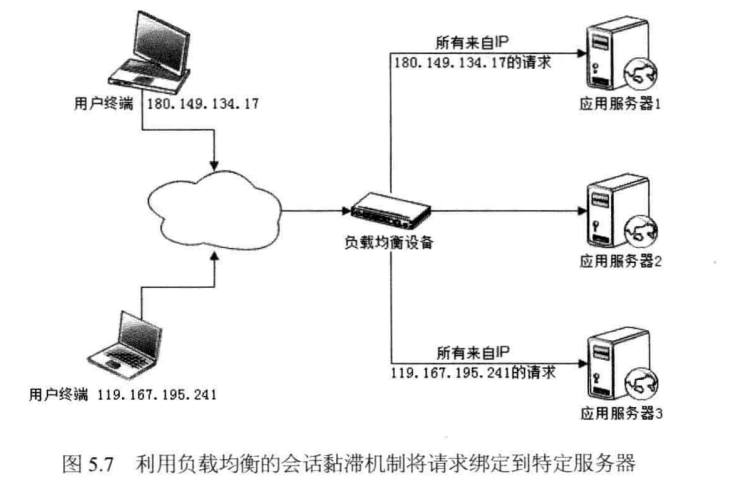 所有来自IP
180.149.134.17的请求
用户终端 180.149.134.17
应用服务器1
负载均衡设备
应用服务器2
所有来自IP
119.167.195.241的请求
用户终端 119.167.195.241
应用服务器3
图 5.7 利用负载均衡的会话黏滞机制将请求绑定到特定服务器